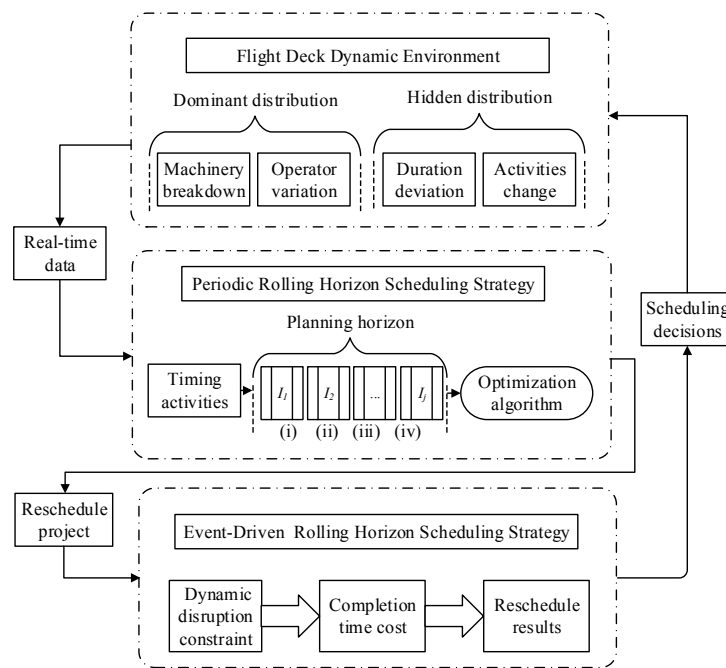 Flight Deck Dynamic Environment
Dominant distribution
Hidden distribution
Machinery
breakdown
Operator
variation
Duration
deviation
Activities
change
Real-time
data
Periodic Rolling Horizon Scheduling Strategy
Scheduling
decisions
Planning horizon
Timing
activities
I1
I2
...
Ij
Optimization
algorithm
(i)
(ii)
(iii)
(iv)
Reschedule
project
Event-Driven Rolling Horizon Scheduling Strategy
Dynamic
disruption
constraint
Completion
time cost
Reschedule
results